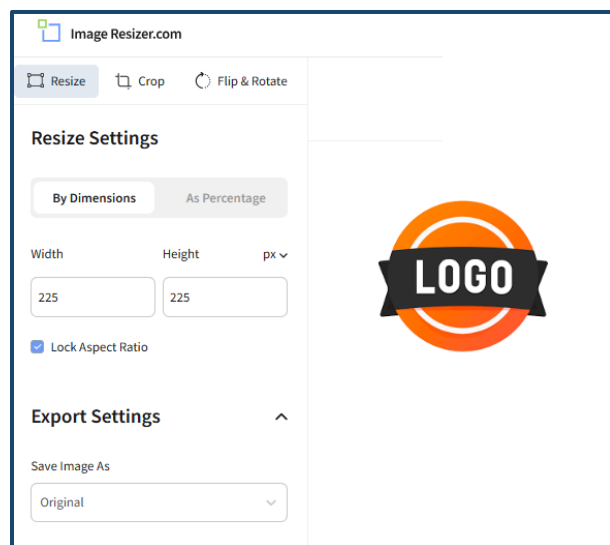 Image Resizer.com
Resize Crop Flip & Rotate
Resize Settings
By Dimensions As Percentage
Width Height px
225 225
Lock Aspect Ratio
LOGO
Export Settings
Save Image As
Original